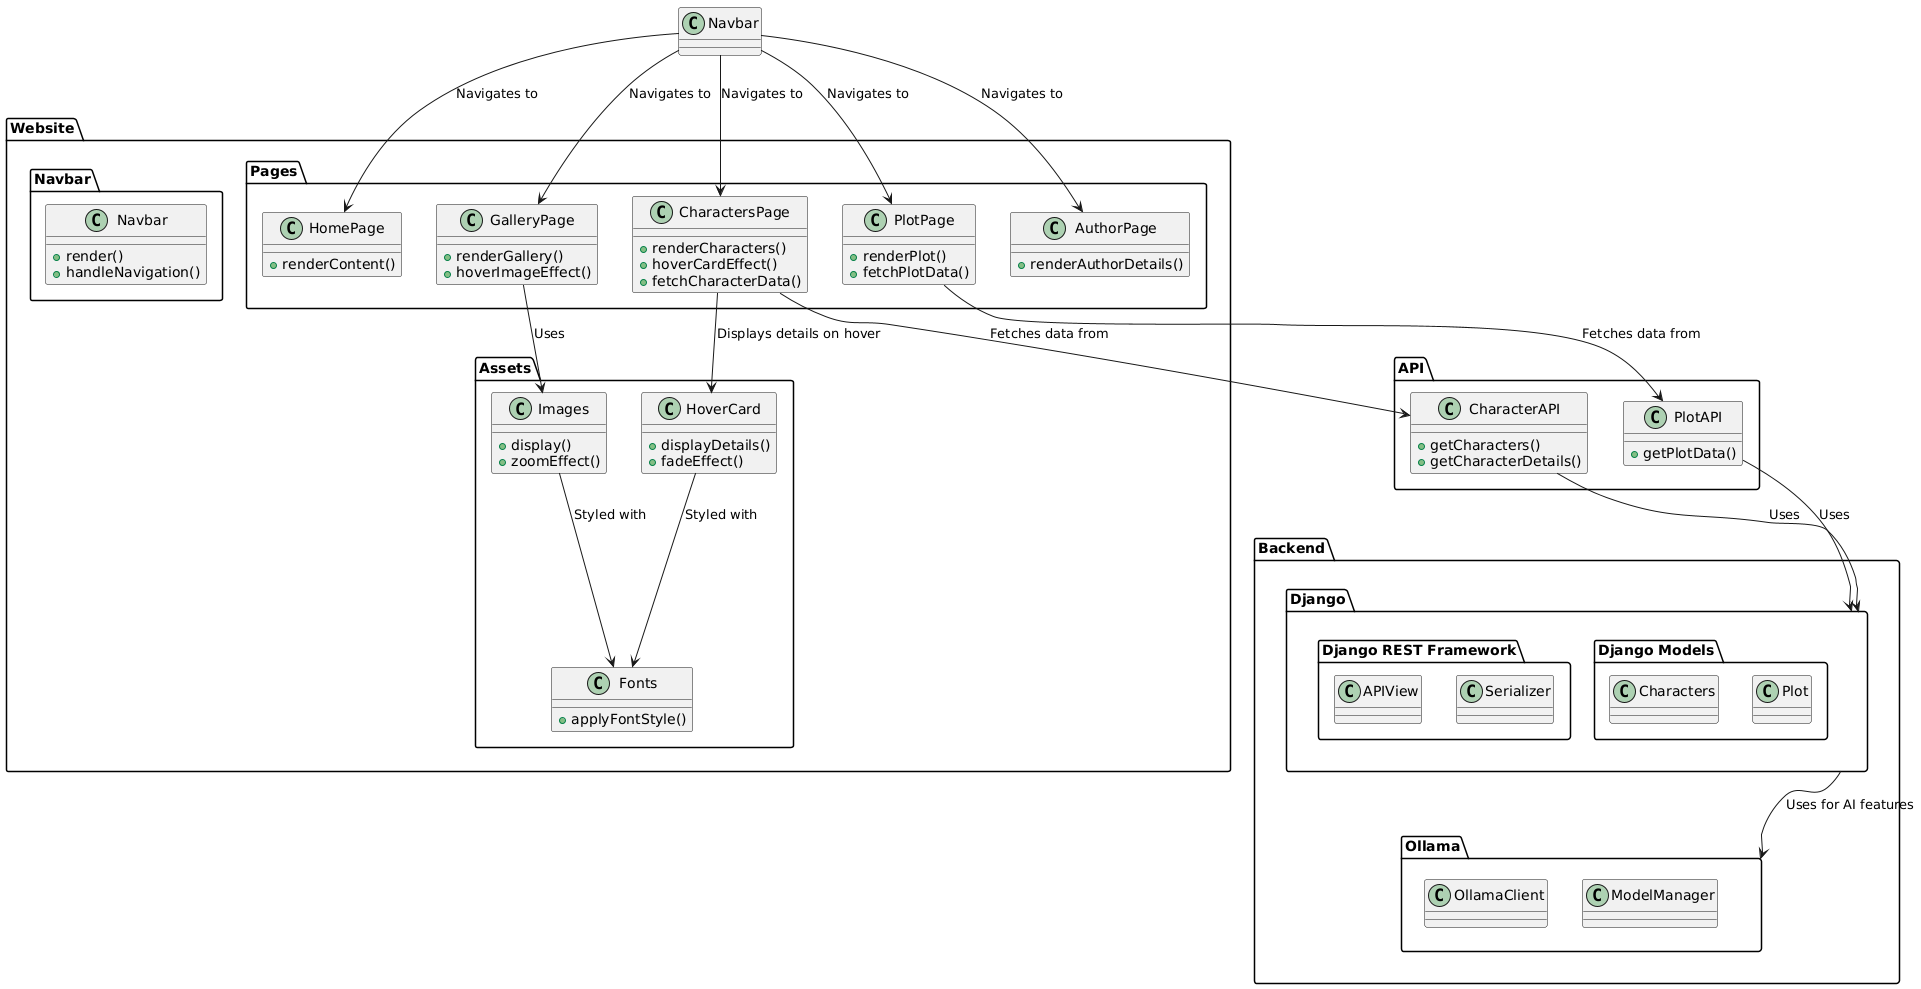 C Navbar
Navigates to
Navigates to
Navigates to
Navigates to
Navigates to
Website
Navbar
C Navbar
render()
handleNavigation()
Pages
C HomePage
renderContent()
C GalleryPage
renderGallery()
hoverImageEffect()
C CharactersPage
renderCharacters()
hoverCardEffect()
fetchCharacterData()
C PlotPage
renderPlot()
fetchPlotData()
C AuthorPage
renderAuthorDetails()
Uses
Displays details on hover
Fetches data from
Fetches data from
Assets
C Images
display()
zoomEffect()
C HoverCard
displayDetails()
fadeEffect()
Styled with
Styled with
C Fonts
applyFontStyle()
API
C CharacterAPI
getCharacters()
getCharacterDetails()
C PlotAPI
getPlotData()
Uses
Uses
Backend
Django
Django REST Framework
C APIView
C Serializer
Django Models
C Characters
C Plot
Uses for AI features
Ollama
C OllamaClient
C ModelManager